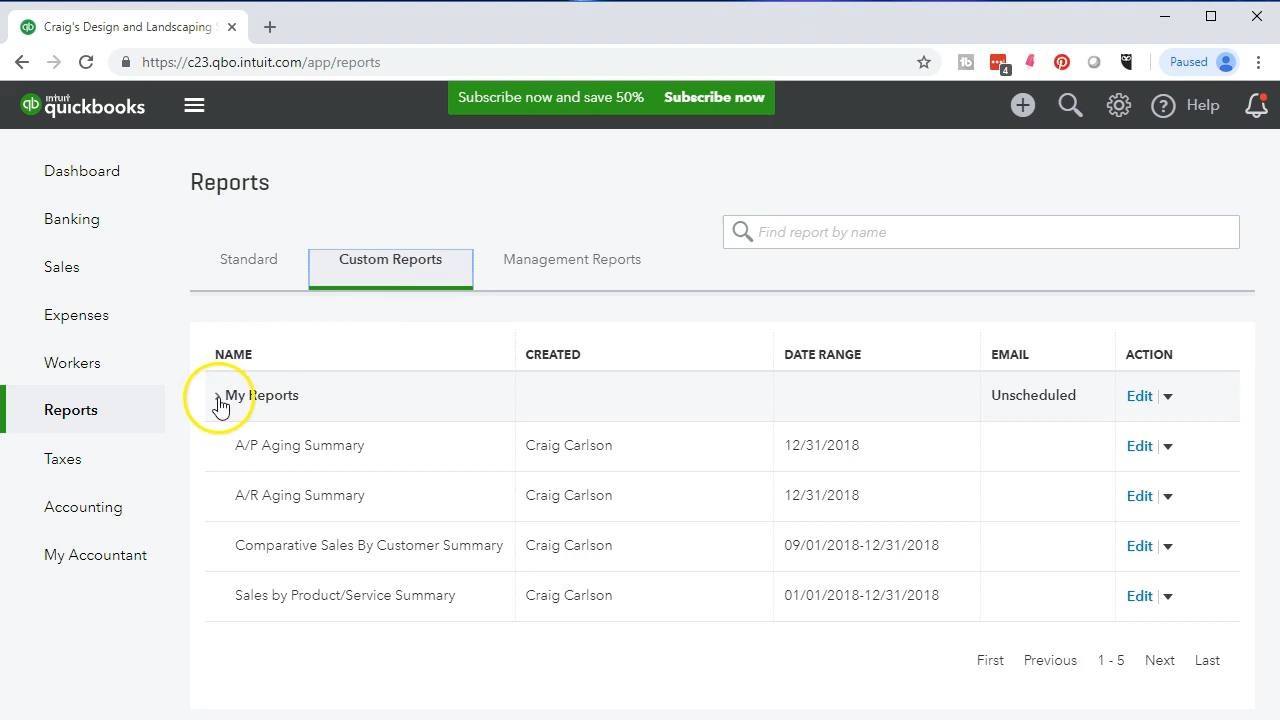 Craig's Design and Landscaping
https://c23.qbo.intuit.com/app/reports
4
Paused
qb intuit quickbooks
Subscribe now and save 50% Subscribe now
? Help
Dashboard
Banking
Sales
Expenses
Workers
Reports
Taxes
Accounting
My Accountant
Reports
Find report by name
Standard Custom Reports Management Reports
NAME CREATED DATE RANGE EMAIL ACTION
My Reports Unscheduled Edit
A/P Aging Summary Craig Carlson 12/31/2018 Edit
A/R Aging Summary Craig Carlson 12/31/2018 Edit
Comparative Sales By Customer Summary Craig Carlson 09/01/2018-12/31/2018 Edit
Sales by Product/Service Summary Craig Carlson 01/01/2018-12/31/2018 Edit
First Previous 1 - 5 Next Last